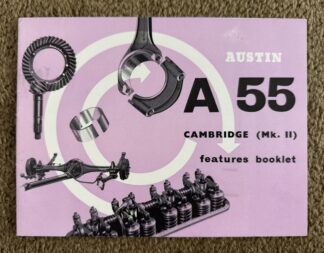 AUSTIN
A 55
CAMBRIDGE (Mk. II)
features booklet